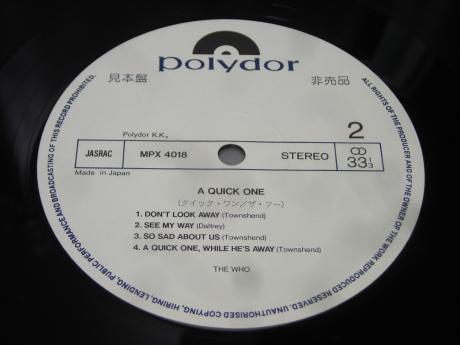 polydor
見本盤 非売品
Polydor K.K.
2
JASRAC MPX 4018 STEREO 33 1/3
Made in Japan
A QUICK ONE
(クイック・ワン/ザ・フー)
1. DON'T LOOK AWAY (Townshend)
2. SEE MY WAY (Daltrey)
3. SO SAD ABOUT US (Townshend)
4. A QUICK ONE, WHILE HE'S AWAY (Townshend)
THE WHO
ALL RIGHTS OF THE PRODUCER AND OF THE OWNER OF THE WORK REPRODUCED RESERVED. UNAUTHORISED COPYING, HIRING, LENDING, PUBLIC PERFORMANCE AND BROADCASTING OF THIS RECORD PROHIBITED.